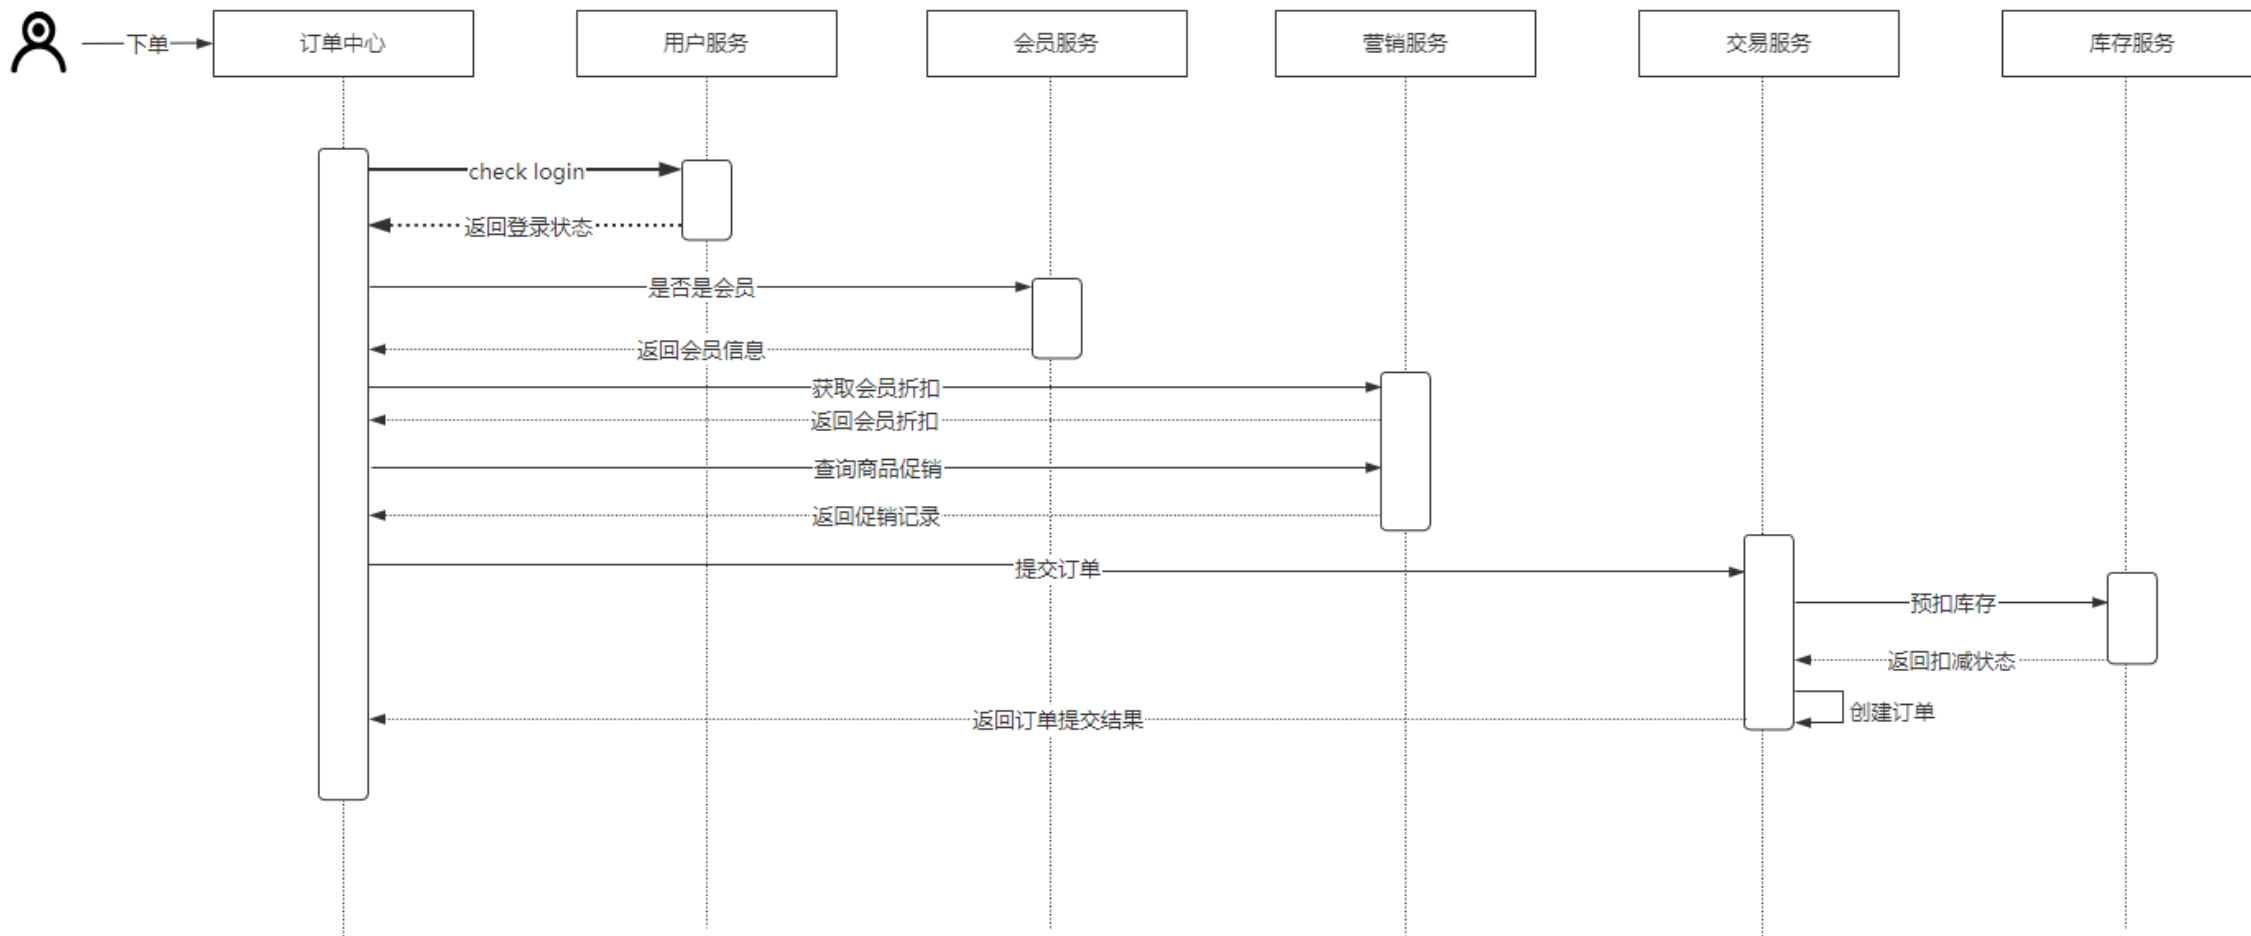 下单
订单中心
用户服务
会员服务
营销服务
交易服务
库存服务
check login
返回登录状态
是否是会员
返回会员信息
获取会员折扣
返回会员折扣
查询商品促销
返回促销记录
提交订单
预扣库存
返回扣减状态
创建订单
返回订单提交结果